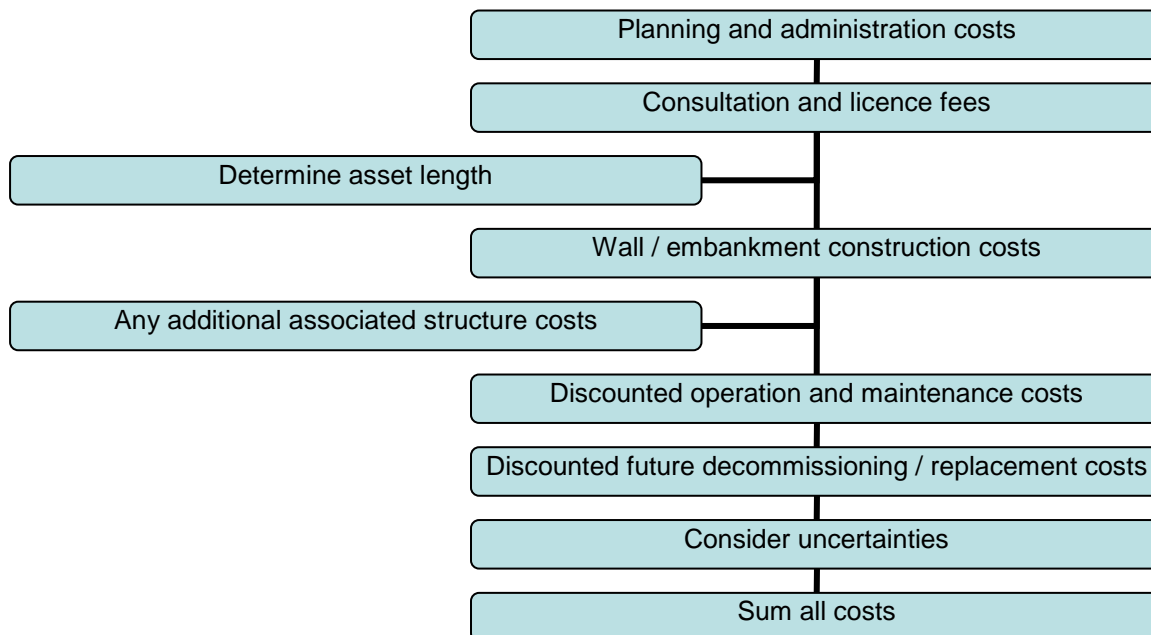 Planning and administration costs
Consultation and licence fees
Determine asset length
Wall / embankment construction costs
Any additional associated structure costs
Discounted operation and maintenance costs
Discounted future decommissioning / replacement costs
Consider uncertainties
Sum all costs